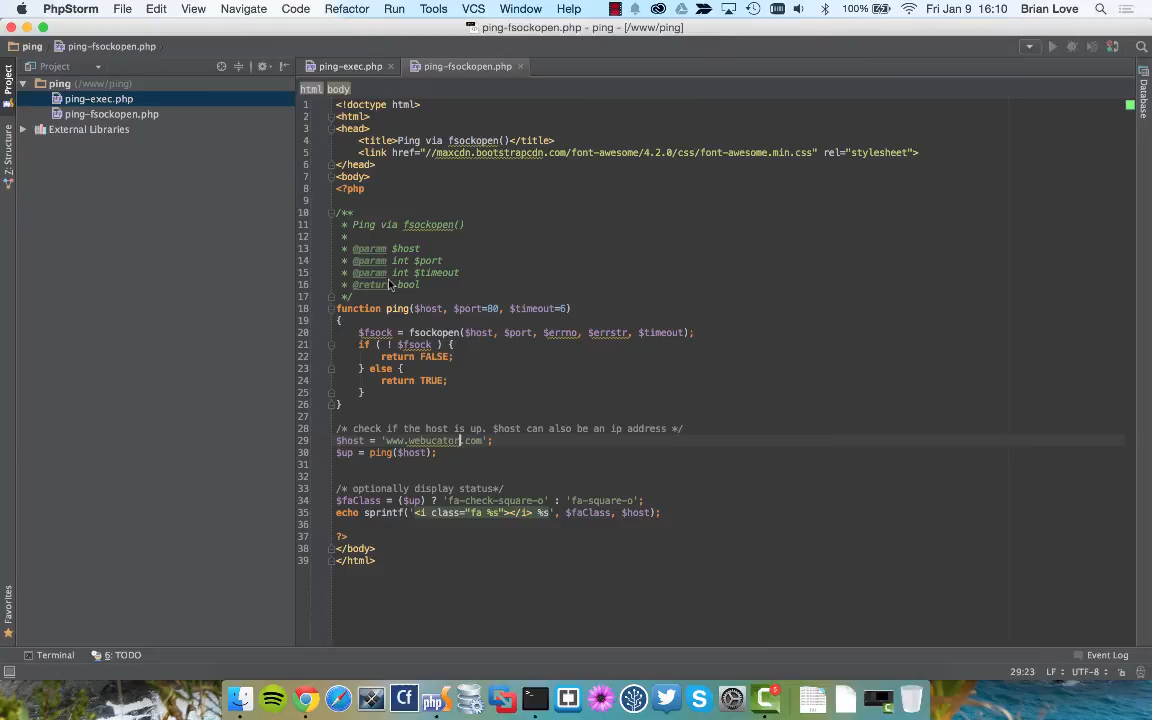 PhpStorm File Edit View Navigate Code Refactor Run Tools VCS Window Help 100% Fri Jan 9 16:10 Brian Love
ping-fsockopen.php - ping - [/www/ping]
ping ping-fsockopen.php
Project ping-exec.php ping-fsockopen.php
html body
ping (/www/ping)
ping-exec.php
ping-fsockopen.php
External Libraries
Project
Z: Structure
Favorites
Database
1 <!doctype html>
2 <html>
3 <head>
4 <title>Ping via fsockopen()</title>
5 <link href="//maxcdn.bootstrapcdn.com/font-awesome/4.2.0/css/font-awesome.min.css" rel="stylesheet">
6 </head>
7 <body>
8 <?php
9
10 /**
11 * Ping via fsockopen()
12 *
13 * @param $host
14 * @param int $port
15 * @param int $timeout
16 * @return bool
17 */
18 function ping($host, $port=80, $timeout=6)
19 {
20 $fsock = fsockopen($host, $port, $errno, $errstr, $timeout);
21 if ( ! $fsock ) {
22 return FALSE;
23 } else {
24 return TRUE;
25 }
26 }
27
28 /* check if the host is up. $host can also be an ip address */
29 $host = 'www.webucator.com';
30 $up = ping($host);
31
32
33 /* optionally display status*/
34 $faClass = ($up) ? 'fa-check-square-o' : 'fa-square-o';
35 echo sprintf('<i class="fa %s"></i> %s', $faClass, $host);
36
37 ?>
38 </body>
39 </html>
Terminal 6: TODO Event Log
29:23 LF UTF-8
Cf php S 5